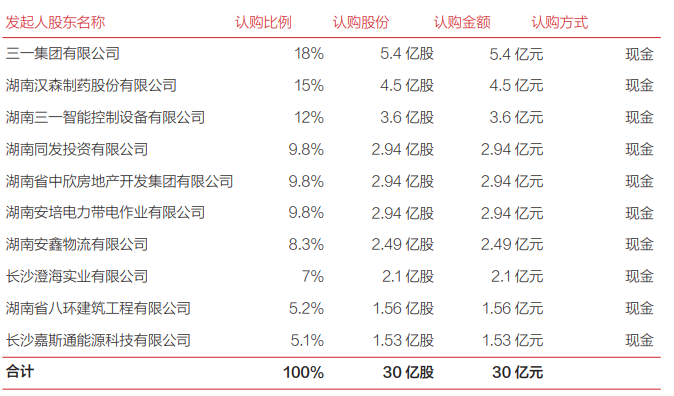 发起人股东名称 认购比例 认购股份 认购金额 认购方式
三一集团有限公司 18% 5.4 亿股 5.4 亿元 现金
湖南汉森制药股份有限公司 15% 4.5 亿股 4.5 亿元 现金
湖南三一智能控制设备有限公司 12% 3.6 亿股 3.6 亿元 现金
湖南同发投资有限公司 9.8% 2.94 亿股 2.94 亿元 现金
湖南省中欣房地产开发集团有限公司 9.8% 2.94 亿股 2.94 亿元 现金
湖南安培电力带电作业有限公司 9.8% 2.94 亿股 2.94 亿元 现金
湖南安鑫物流有限公司 8.3% 2.49 亿股 2.49 亿元 现金
长沙澄海实业有限公司 7% 2.1 亿股 2.1 亿元 现金
湖南省八环建筑工程有限公司 5.2% 1.56 亿股 1.56 亿元 现金
长沙嘉斯通能源科技有限公司 5.1% 1.53 亿股 1.53 亿元 现金
合计 100% 30 亿股 30 亿元